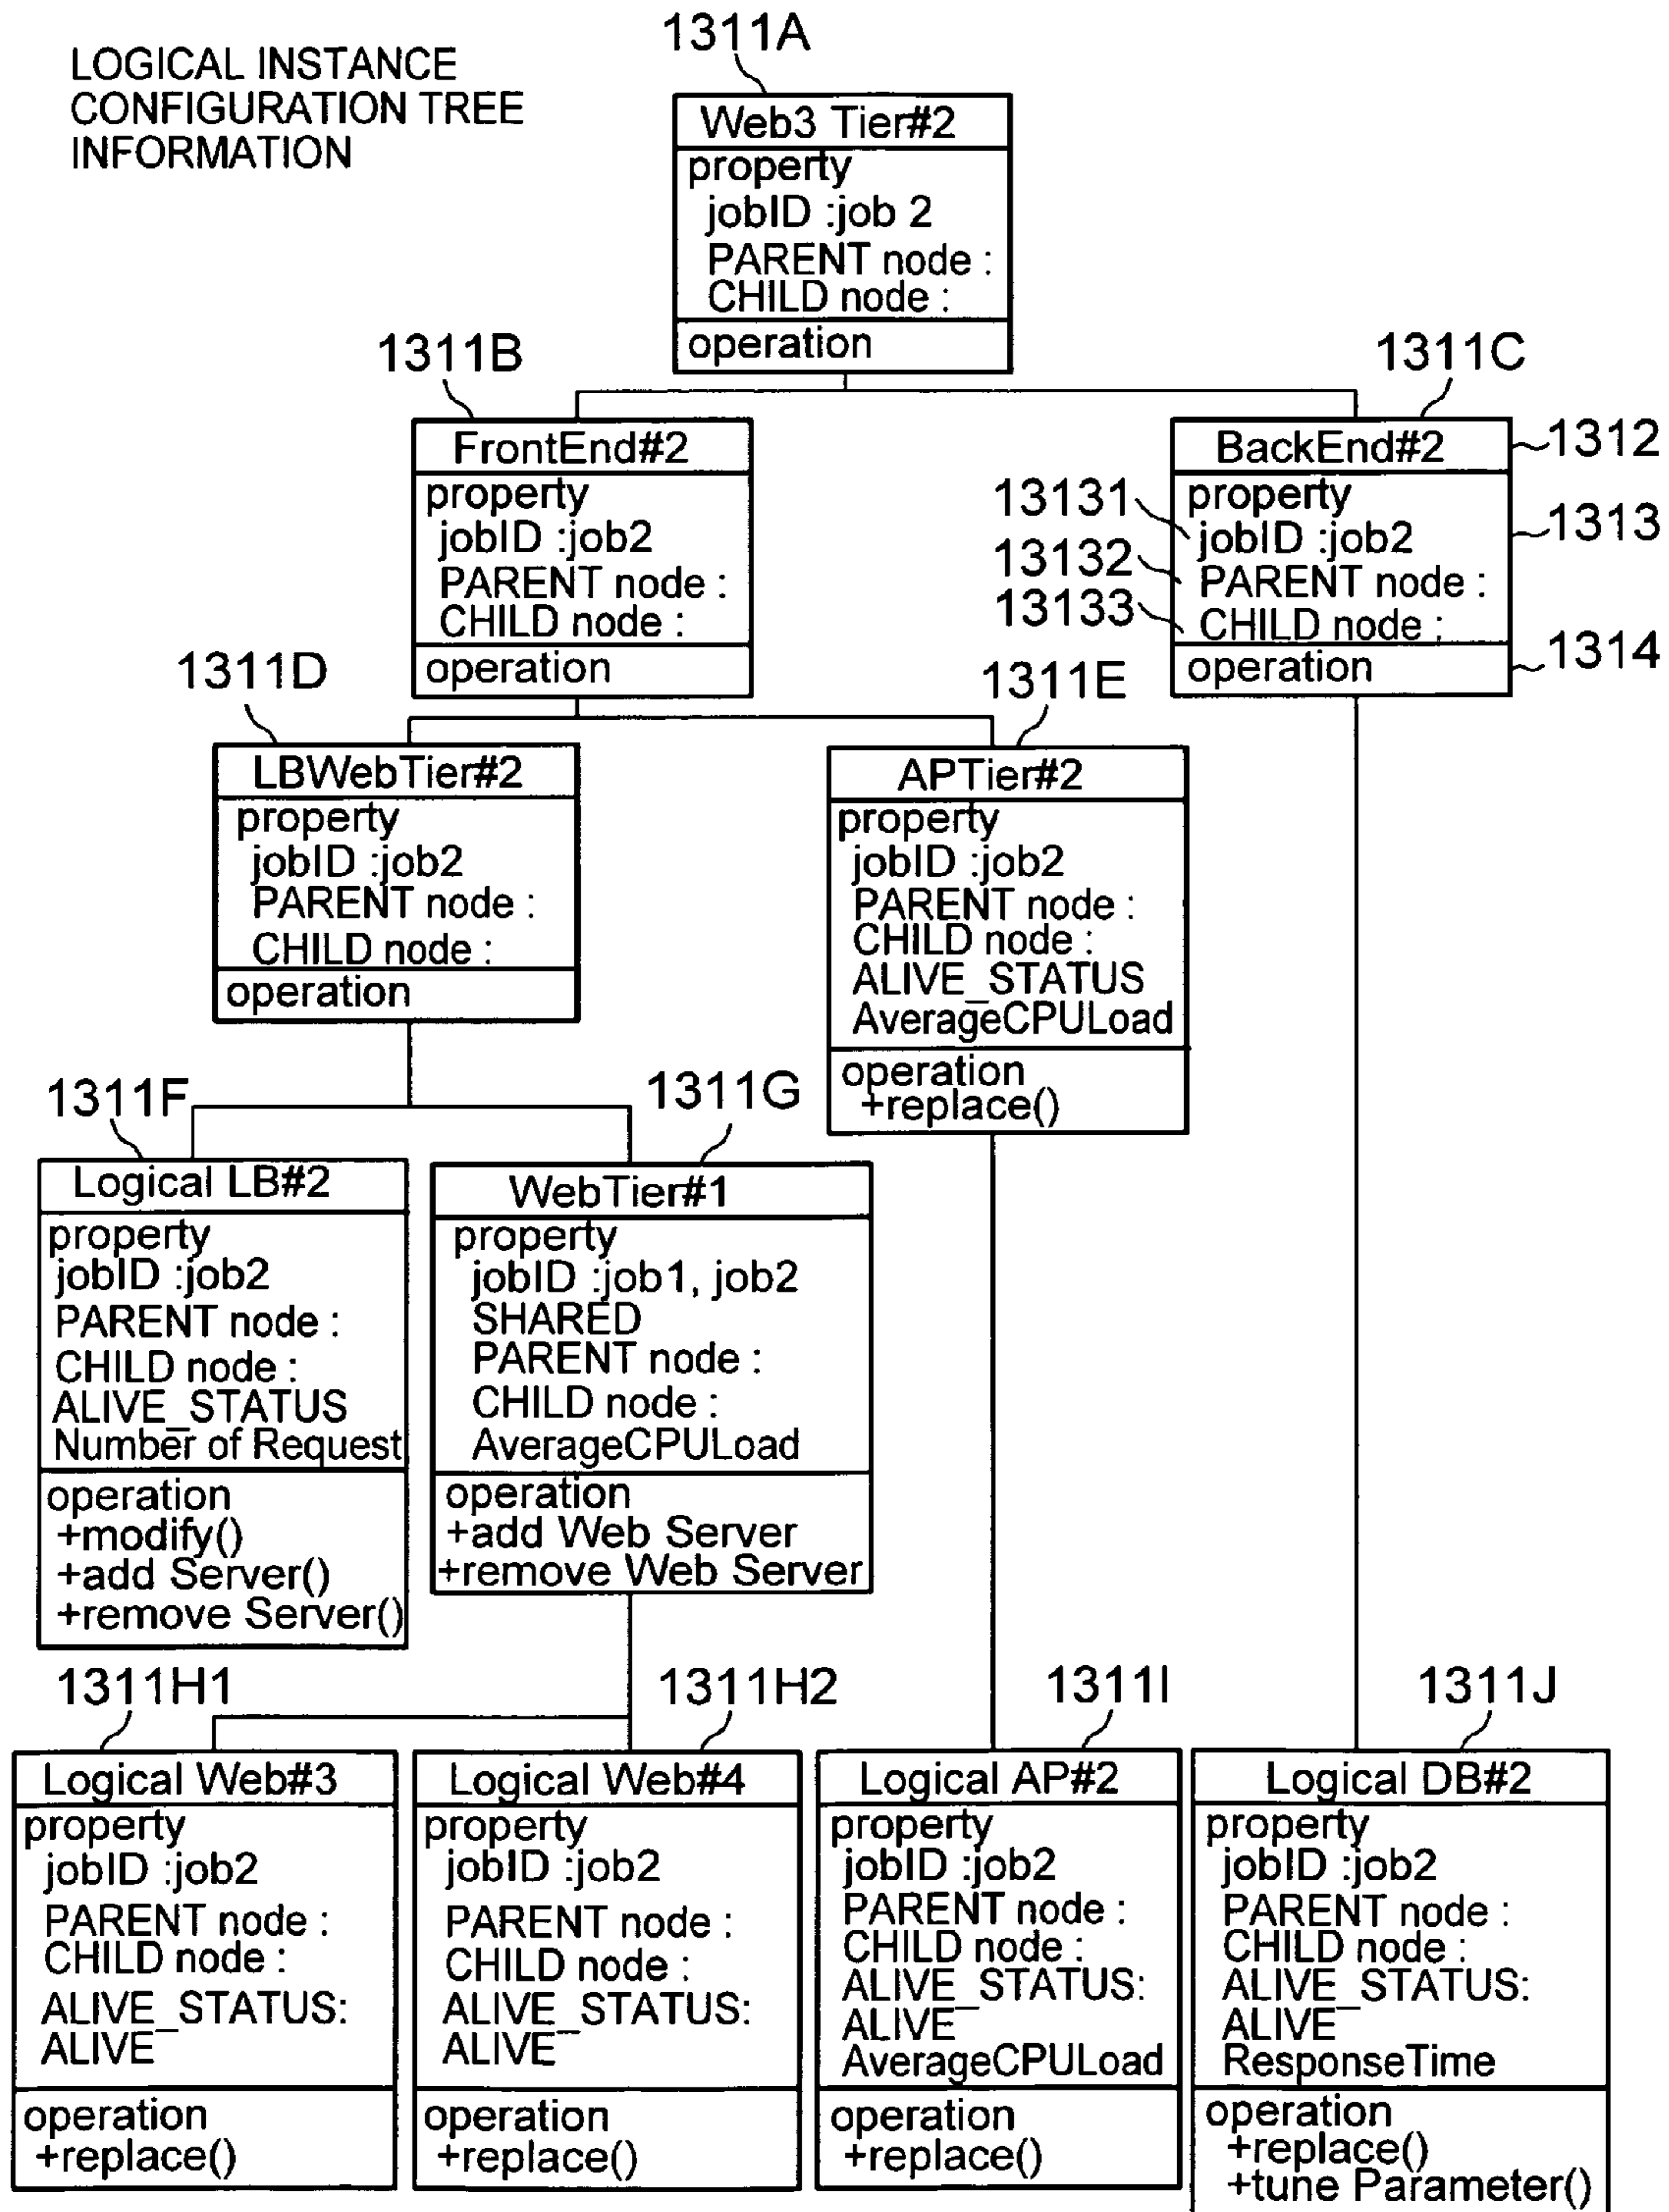 LOGICAL INSTANCE
CONFIGURATION TREE
INFORMATION
1311A
Web3 Tier#2
property
jobID :job 2
PARENT node :
CHILD node :
operation
1311B
FrontEnd#2
property
jobID :job2
PARENT node :
CHILD node :
operation
1311C
BackEnd#2
1312
property
1313
13131
jobID :job2
13132
PARENT node :
13133
CHILD node :
operation
1314
1311D
LBWebTier#2
property
jobID :job2
PARENT node :
CHILD node :
operation
1311E
APTier#2
property
jobID :job2
PARENT node :
CHILD node :
ALIVE_STATUS
AverageCPULoad
operation
+replace()
1311F
Logical LB#2
property
jobID :job2
PARENT node :
CHILD node :
ALIVE_STATUS
Number of Request
operation
+modify()
+add Server()
+remove Server()
1311G
WebTier#1
property
jobID :job1, job2
SHARED
PARENT node :
CHILD node :
AverageCPULoad
operation
+add Web Server
+remove Web Server
1311H1
Logical Web#3
property
jobID :job2
PARENT node :
CHILD node :
ALIVE_STATUS:
ALIVE
operation
+replace()
1311H2
Logical Web#4
property
jobID :job2
PARENT node :
CHILD node :
ALIVE_STATUS:
ALIVE
operation
+replace()
1311I
Logical AP#2
property
jobID :job2
PARENT node :
CHILD node :
ALIVE_STATUS:
ALIVE
AverageCPULoad
operation
+replace()
1311J
Logical DB#2
property
jobID :job2
PARENT node :
CHILD node :
ALIVE_STATUS:
ALIVE
ResponseTime
operation
+replace()
+tune Parameter()